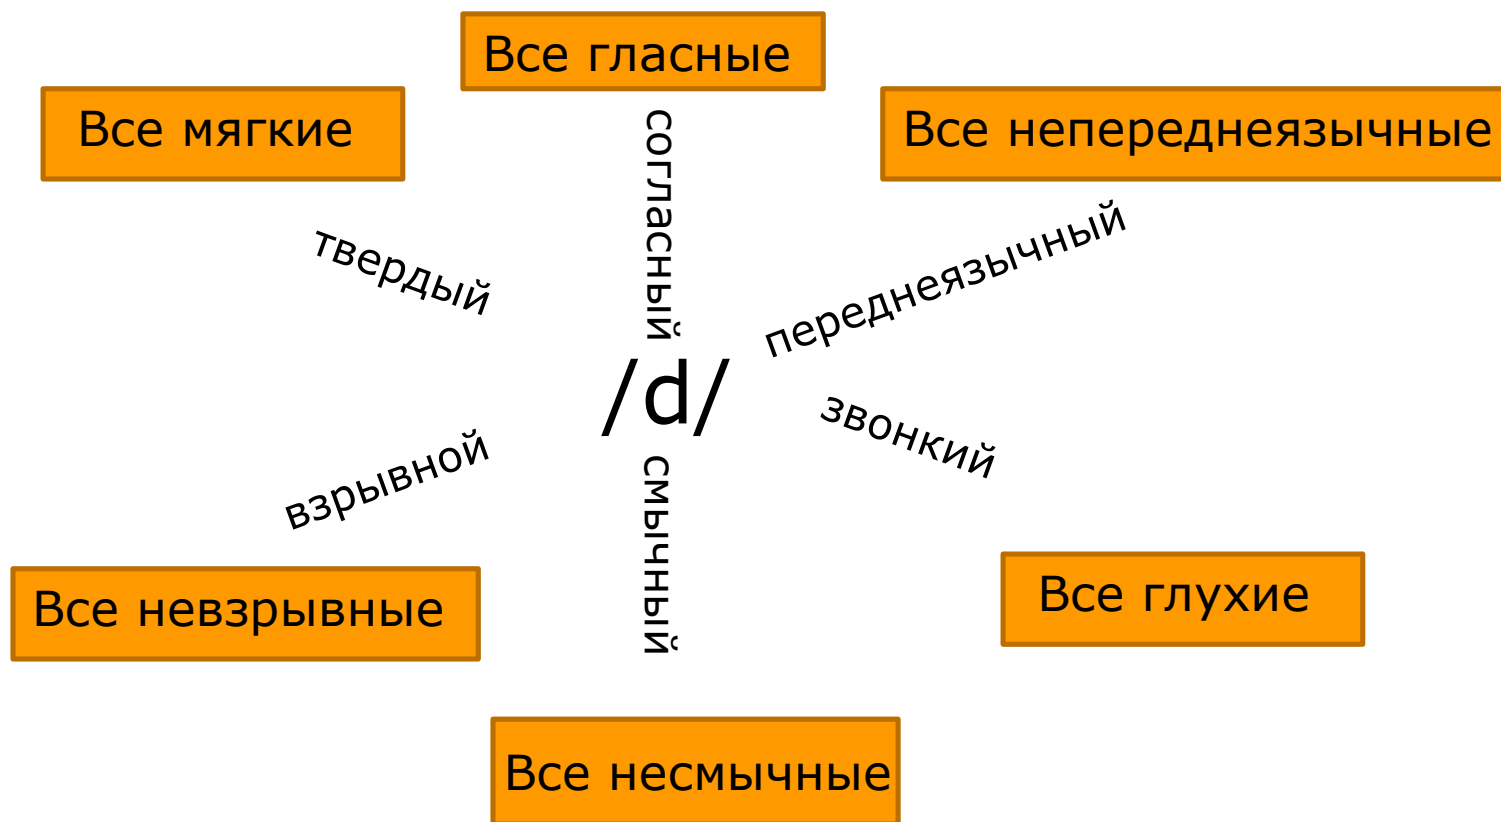 Все гласные
Все мягкие
Все непереднеязычные
согласный
твердый
переднеязычный
/d/
звонкий
взрывной
смычный
Все невзрывные
Все глухие
Все несмычные